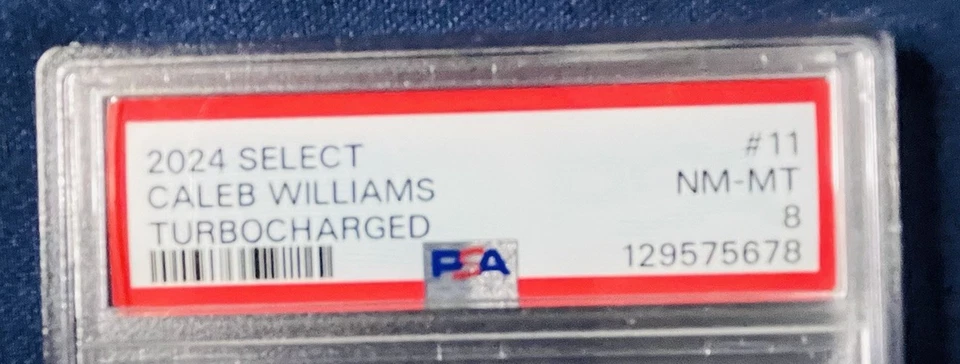 2024 SELECT #11
CALEB WILLIAMS NM-MT
TURBOCHARGED 8
PSA 129575678